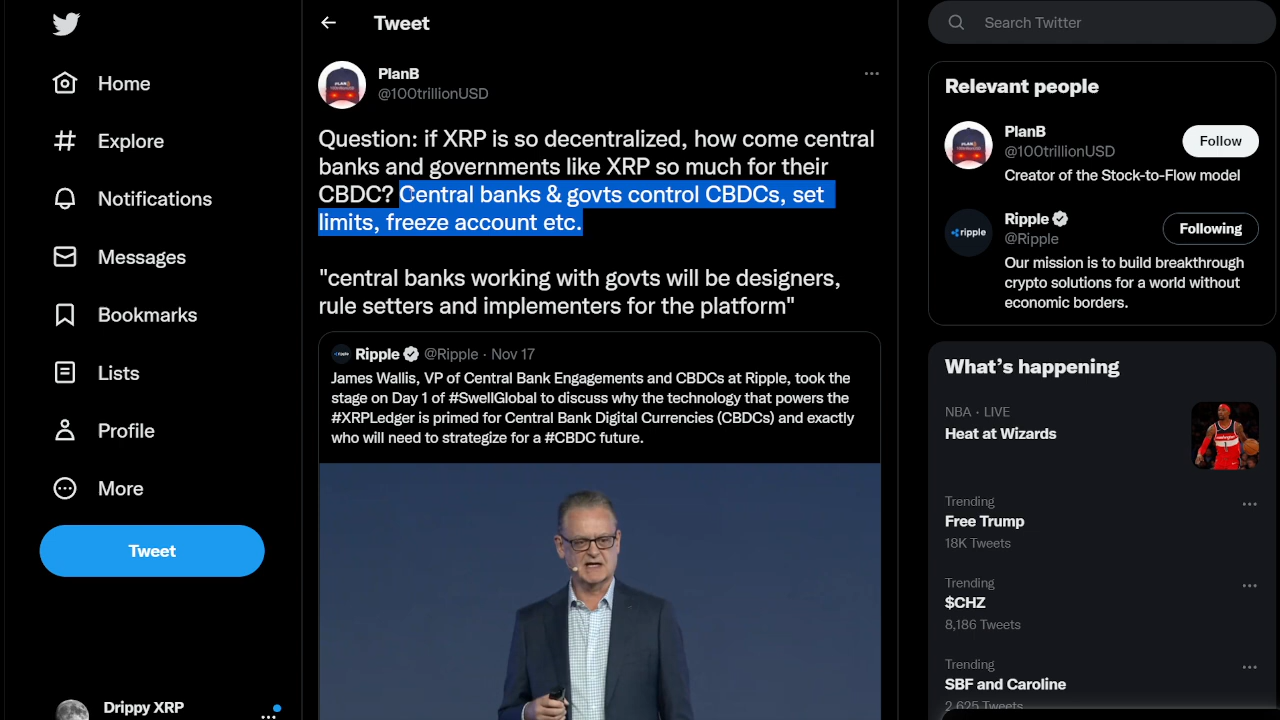 Home
Explore
Notifications
Messages
Bookmarks
Lists
Profile
More
Tweet
Drippy XRP
Tweet
PlanB
@100trillionUSD
Question: if XRP is so decentralized, how come central
banks and governments like XRP so much for their
CBDC? Central banks & govts control CBDCs, set
limits, freeze account etc.
"central banks working with govts will be designers,
rule setters and implementers for the platform"
Ripple @Ripple · Nov 17
James Wallis, VP of Central Bank Engagements and CBDCs at Ripple, took the
stage on Day 1 of #SwellGlobal to discuss why the technology that powers the
#XRPLedger is primed for Central Bank Digital Currencies (CBDCs) and exactly
who will need to strategize for a #CBDC future.
Search Twitter
Relevant people
PlanB
@100trillionUSD
Follow
Creator of the Stock-to-Flow model
ripple
Ripple
@Ripple
Following
Our mission is to build breakthrough
crypto solutions for a world without
economic borders.
What's happening
NBA · LIVE
Heat at Wizards
Trending
Free Trump
18K Tweets
Trending
$CHZ
8,186 Tweets
Trending
SBF and Caroline
2,625 Tweets